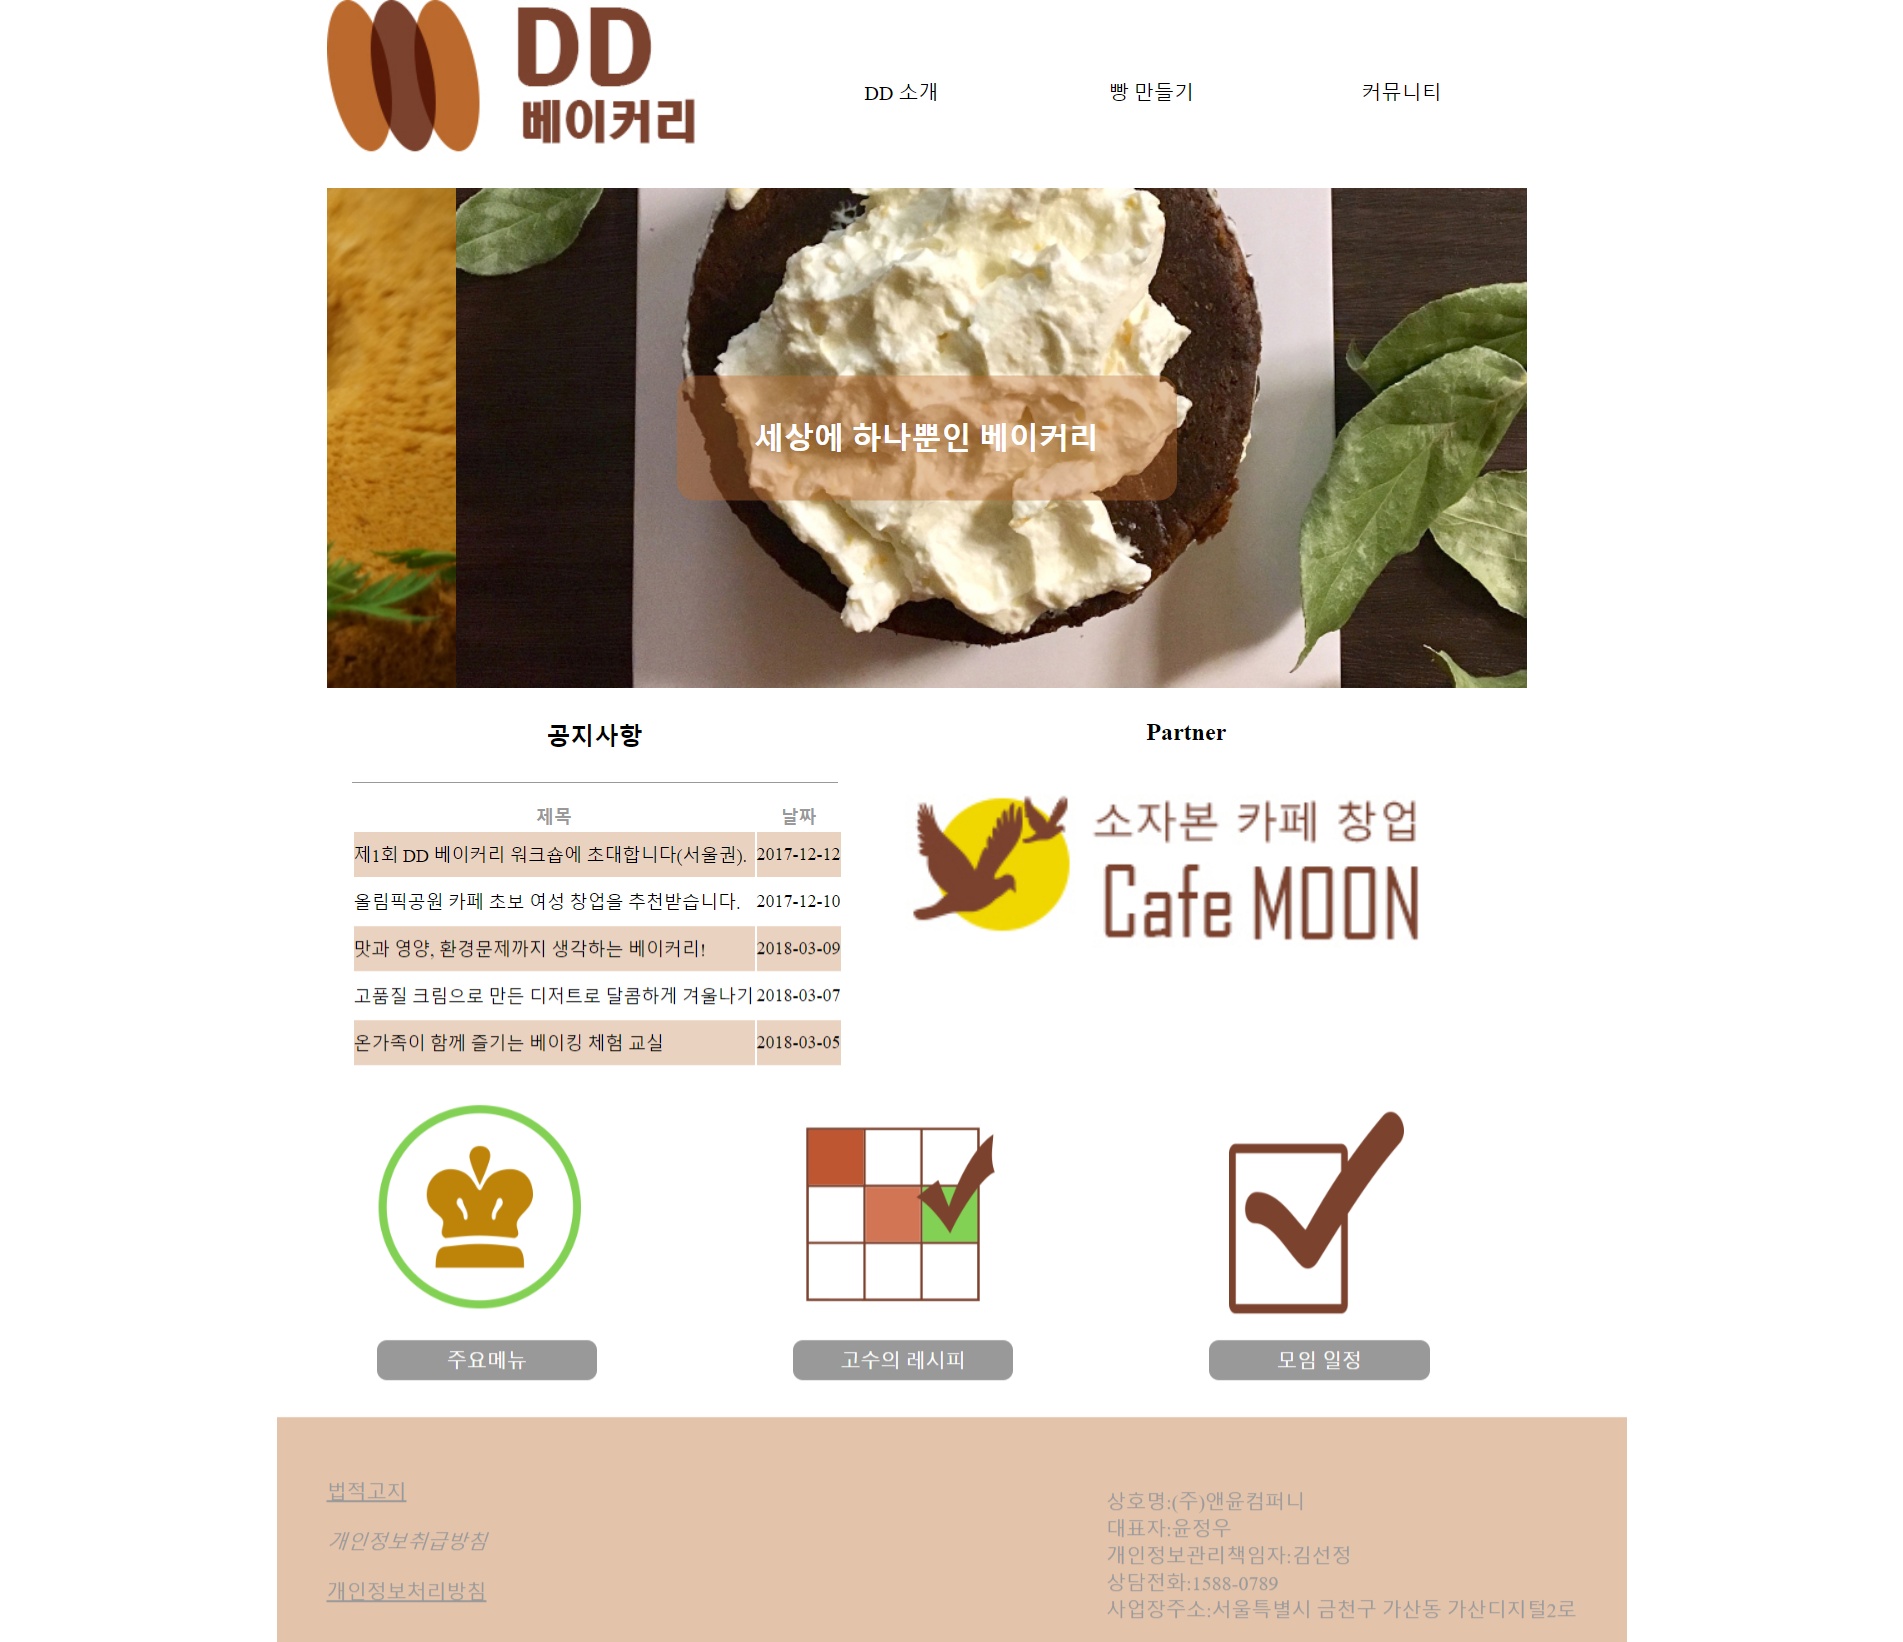 DD
베이커리
DD 소개
빵 만들기
커뮤니티
세상에 하나뿐인 베이커리
공지사항
제목 날짜
제1회 DD 베이커리 워크숍에 초대합니다(서울권). 2017-12-12
올림픽공원 카페 초보 여성 창업을 추천받습니다. 2017-12-10
맛과 영양, 환경문제까지 생각하는 베이커리! 2018-03-09
고품질 크림으로 만든 디저트로 달콤하게 겨울나기 2018-03-07
온가족이 함께 즐기는 베이킹 체험 교실 2018-03-05
Partner
소자본 카페 창업
Cafe MOON
주요메뉴
고수의 레시피
모임 일정
법적고지
개인정보취급방침
개인정보처리방침
상호명:(주)앤윤컴퍼니
대표자:윤정우
개인정보관리책임자:김선정
상담전화:1588-0789
사업장주소:서울특별시 금천구 가산동 가산디지털2로